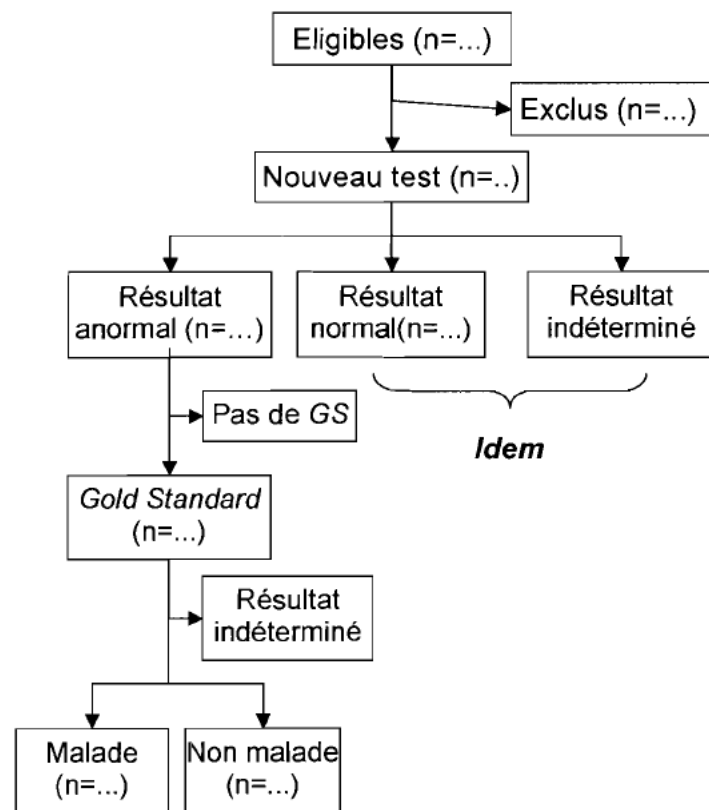 Eligibles (n=...)
Exclus (n=...)
Nouveau test (n=..)
Résultat
anormal (n=...)
Résultat
normal(n=...)
Résultat
indéterminé
Pas de GS
Idem
Gold Standard
(n=...)
Résultat
indéterminé
Malade
(n=...)
Non malade
(n=...)